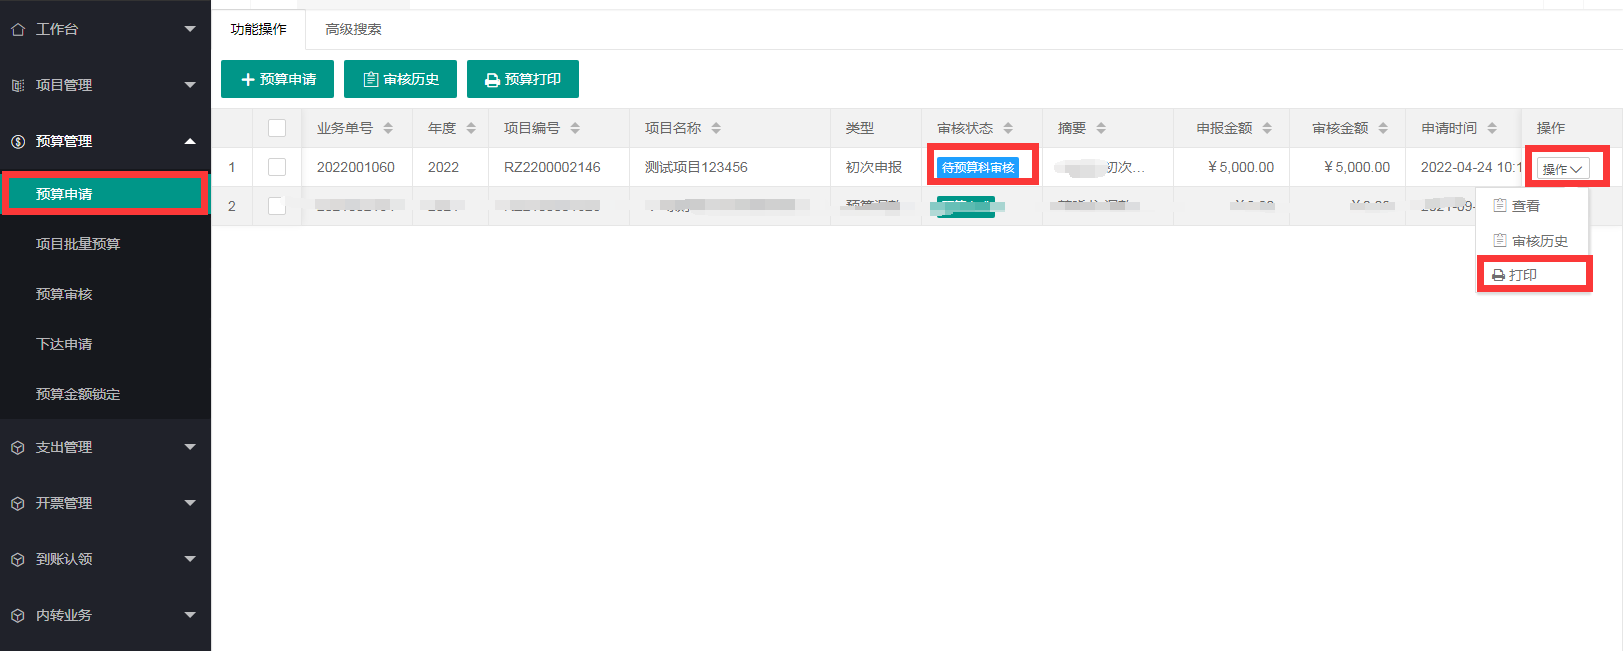 工作台
项目管理
预算管理
预算申请
项目批量预算
预算审核
下达申请
预算金额锁定
支出管理
开票管理
到账认领
内转业务
功能操作 高级搜索
预算申请 审核历史 预算打印
业务单号 年度 项目编号 项目名称 类型 审核状态 摘要 申报金额 审核金额 申请时间 操作
1 2022001060 2022 RZ2200002146 测试项目123456 初次申报 待预算科审核 初次... ¥5,000.00 ¥5,000.00 2022-04-24 10:1 操作
2
查看
审核历史
打印